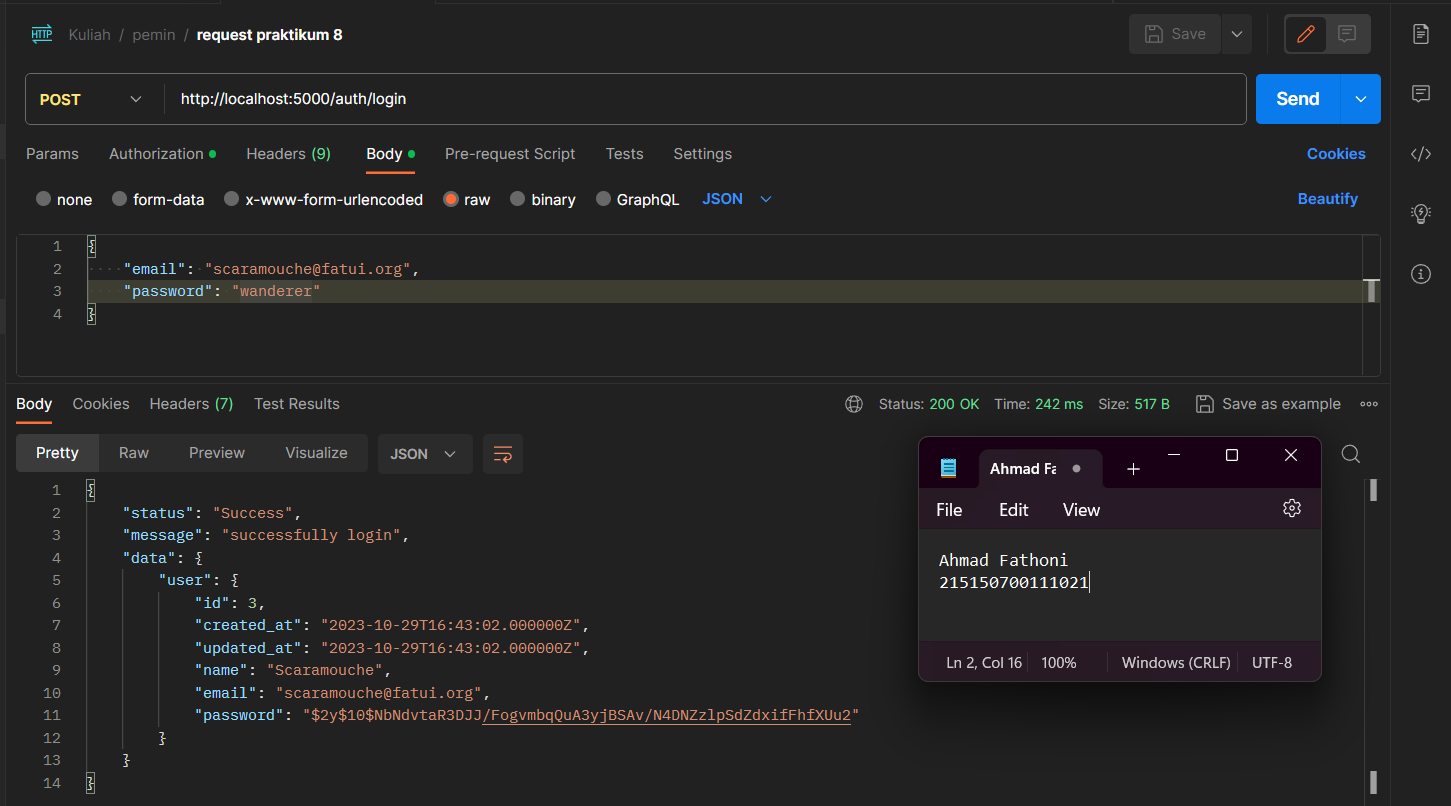 HTTP Kuliah / pemin / request praktikum 8 Save
POST http://localhost:5000/auth/login Send
Params Authorization Headers (9) Body Pre-request Script Tests Settings Cookies
none form-data x-www-form-urlencoded raw binary GraphQL JSON Beautify
1 {
2 "email": "scaramouche@fatui.org",
3 "password": "wanderer"
4 }
Body Cookies Headers (7) Test Results Status: 200 OK Time: 242 ms Size: 517 B Save as example
Pretty Raw Preview Visualize JSON
1 {
2 "status": "Success",
3 "message": "successfully login",
4 "data": {
5 "user": {
6 "id": 3,
7 "created_at": "2023-10-29T16:43:02.000000Z",
8 "updated_at": "2023-10-29T16:43:02.000000Z",
9 "name": "Scaramouche",
10 "email": "scaramouche@fatui.org",
11 "password": "$2y$10$NbNdvtaR3DJJ/FogvmbqQuA3yjBSAv/N4DNZzlpSdZdxifFhfXUu2"
12 }
13 }
14 }
Ahmad Fa
File Edit View
Ahmad Fathoni
215150700111021
Ln 2, Col 16 100% Windows (CRLF) UTF-8